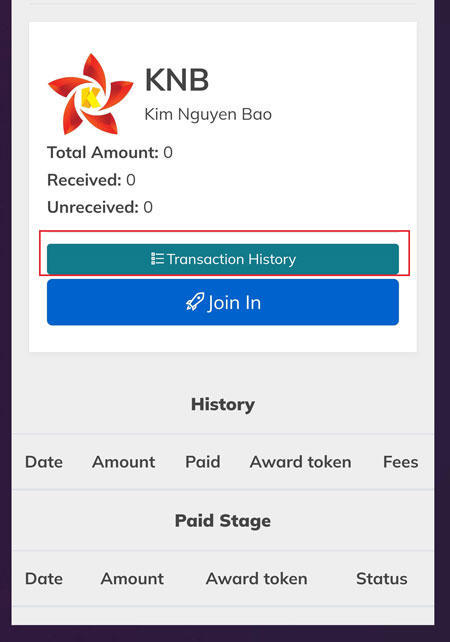 KNB
Kim Nguyen Bao
Total Amount: 0
Received: 0
Unreceived: 0
Transaction History
Join In
History
Date Amount Paid Award token Fees
Paid Stage
Date Amount Award token Status